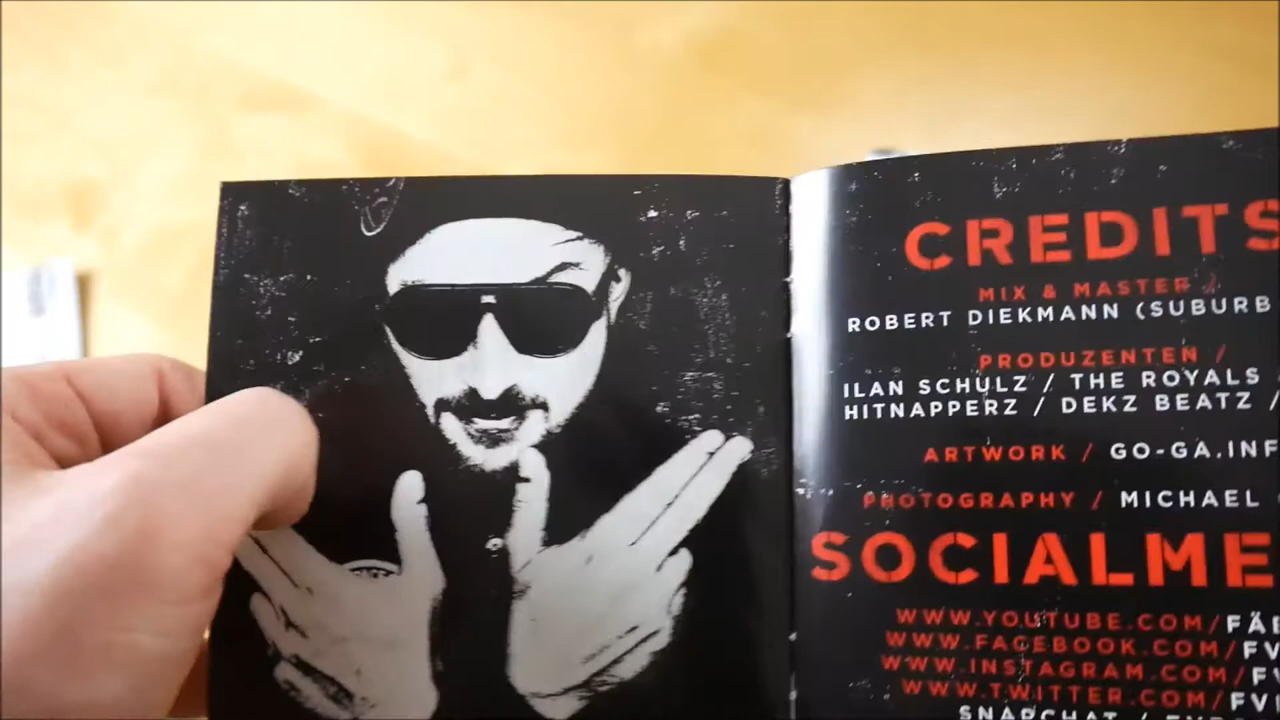 CREDITS
MIX & MASTER /
ROBERT DIEKMANN (SUBURB
PRODUZENTEN /
ILAN SCHULZ / THE ROYALS
HITNAPPERZ / DEKZ BEATZ /
ARTWORK / GO-GA.INF
PHOTOGRAPHY / MICHAEL
SOCIALME
WWW.YOUTUBE.COM/FÄ
WWW.FACEBOOK.COM/FV
WWW.INSTAGRAM.COM/FV
WWW.TWITTER.COM/FV
SNAPCHAT /